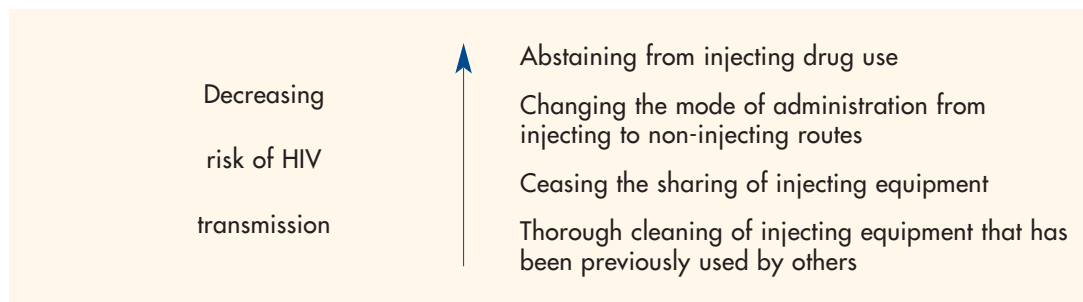 Decreasing
risk of HIV
transmission
Abstaining from injecting drug use
Changing the mode of administration from
injecting to non-injecting routes
Ceasing the sharing of injecting equipment
Thorough cleaning of injecting equipment that has
been previously used by others